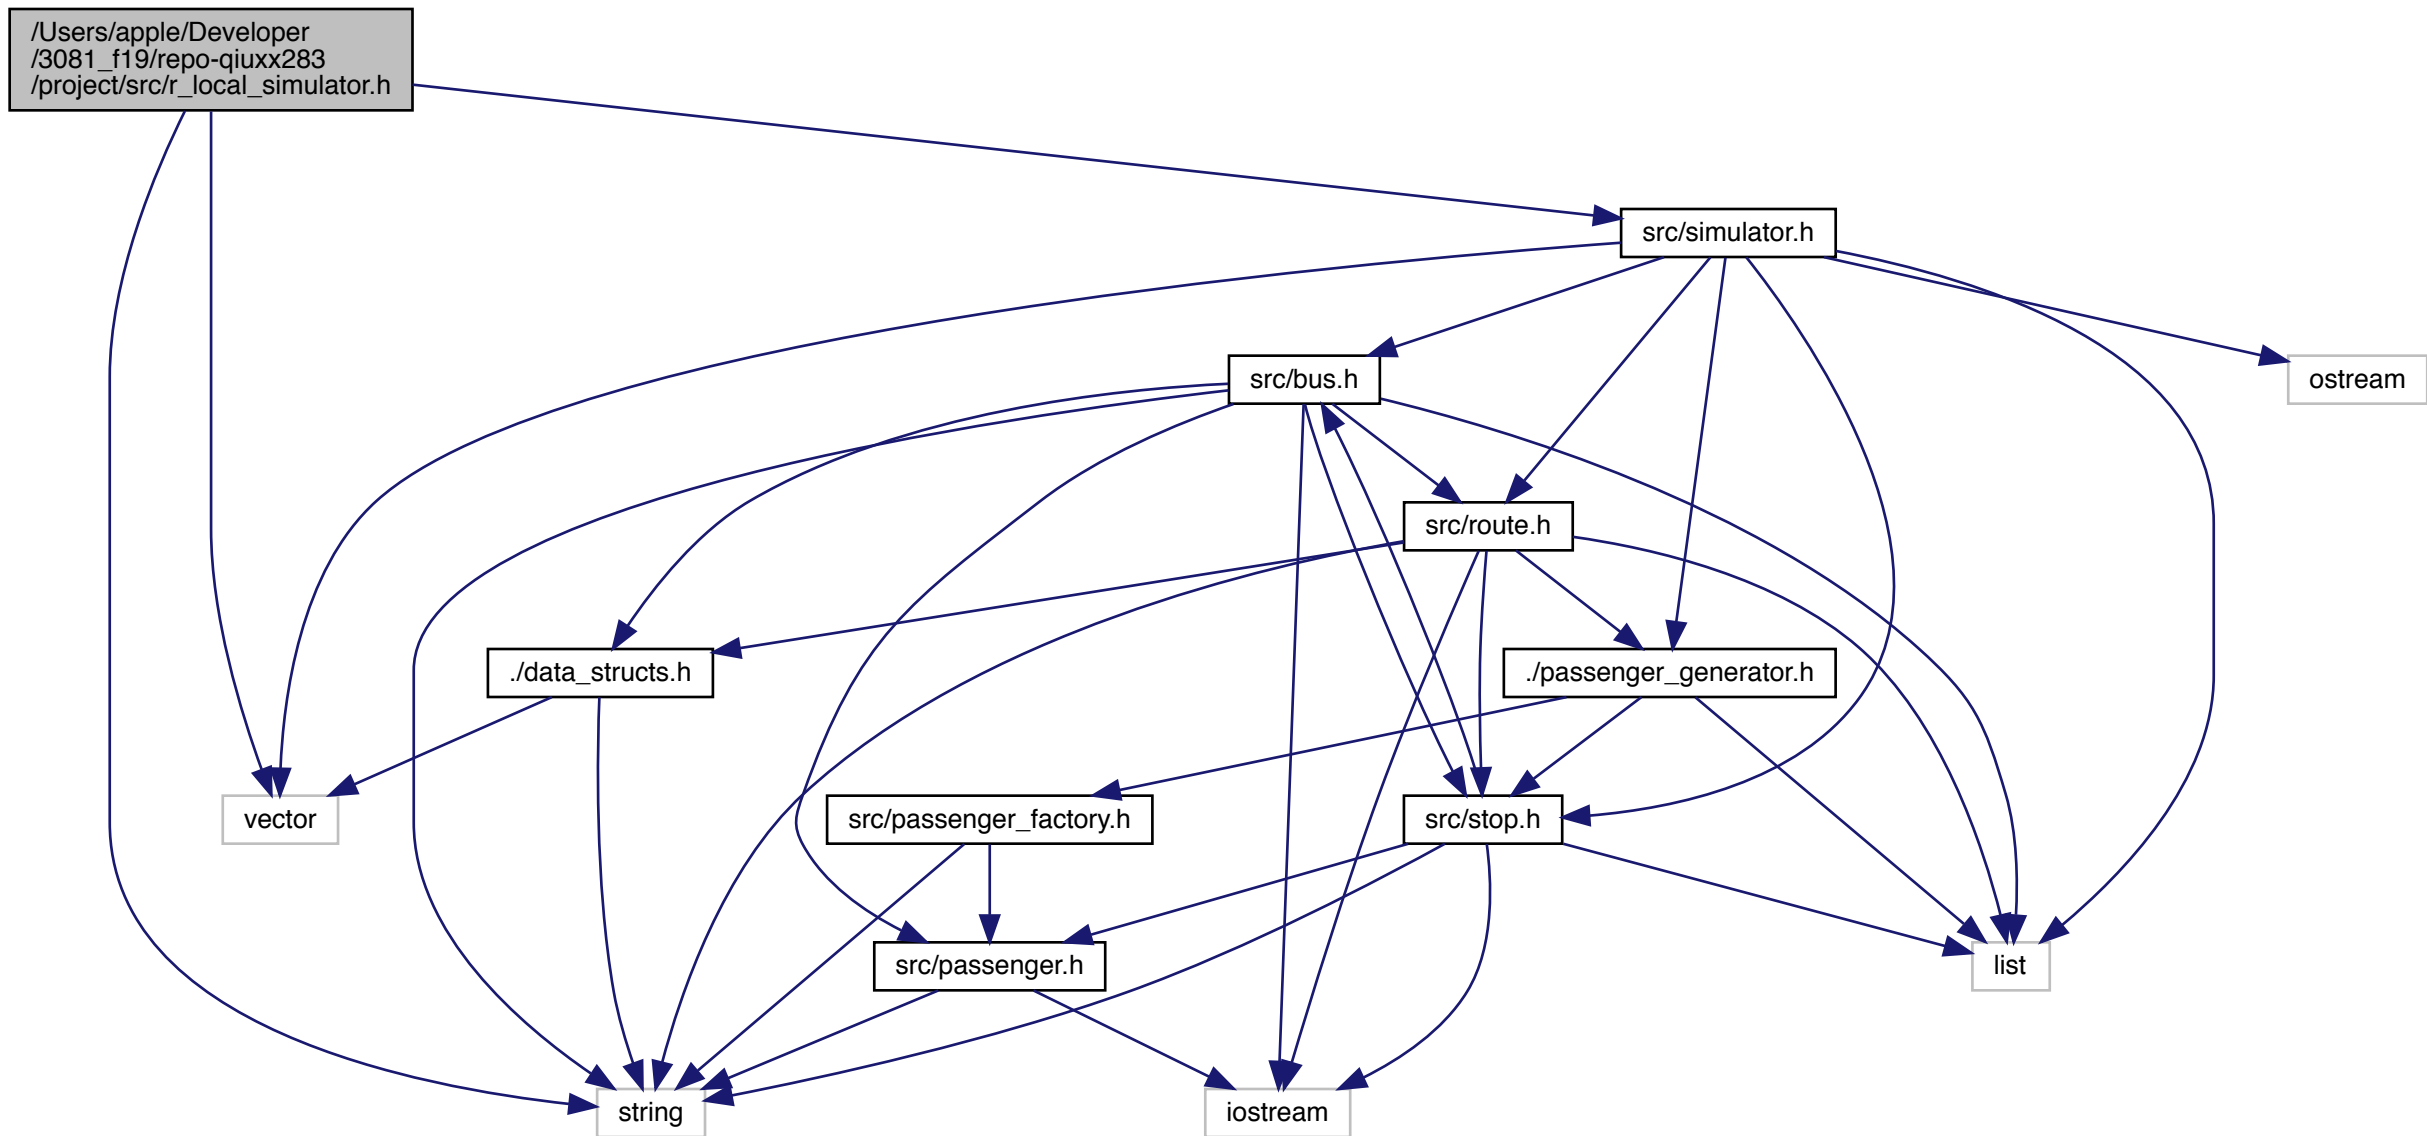 /Users/apple/Developer
/3081_f19/repo-qiuxx283
/project/src/r_local_simulator.h
src/simulator.h
src/bus.h
ostream
src/route.h
./data_structs.h
./passenger_generator.h
vector
src/passenger_factory.h
src/stop.h
src/passenger.h
list
string
iostream